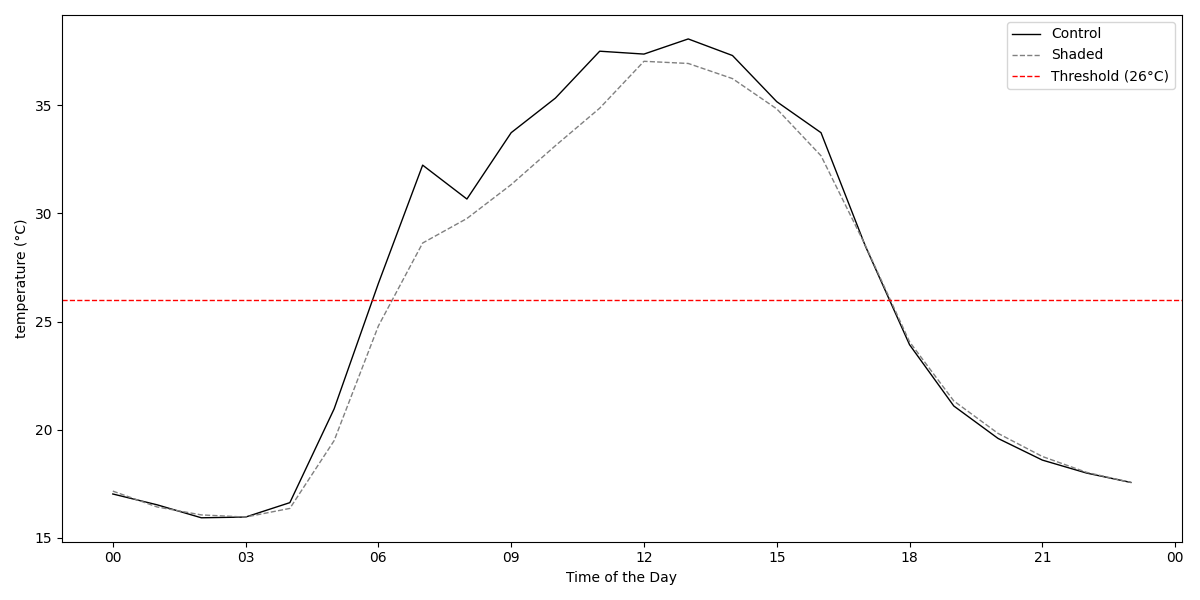 Control
Shaded
Threshold (26°C)
temperature (°C)
35
30
25
20
15
00 03 06 09 12 15 18 21 00
Time of the Day